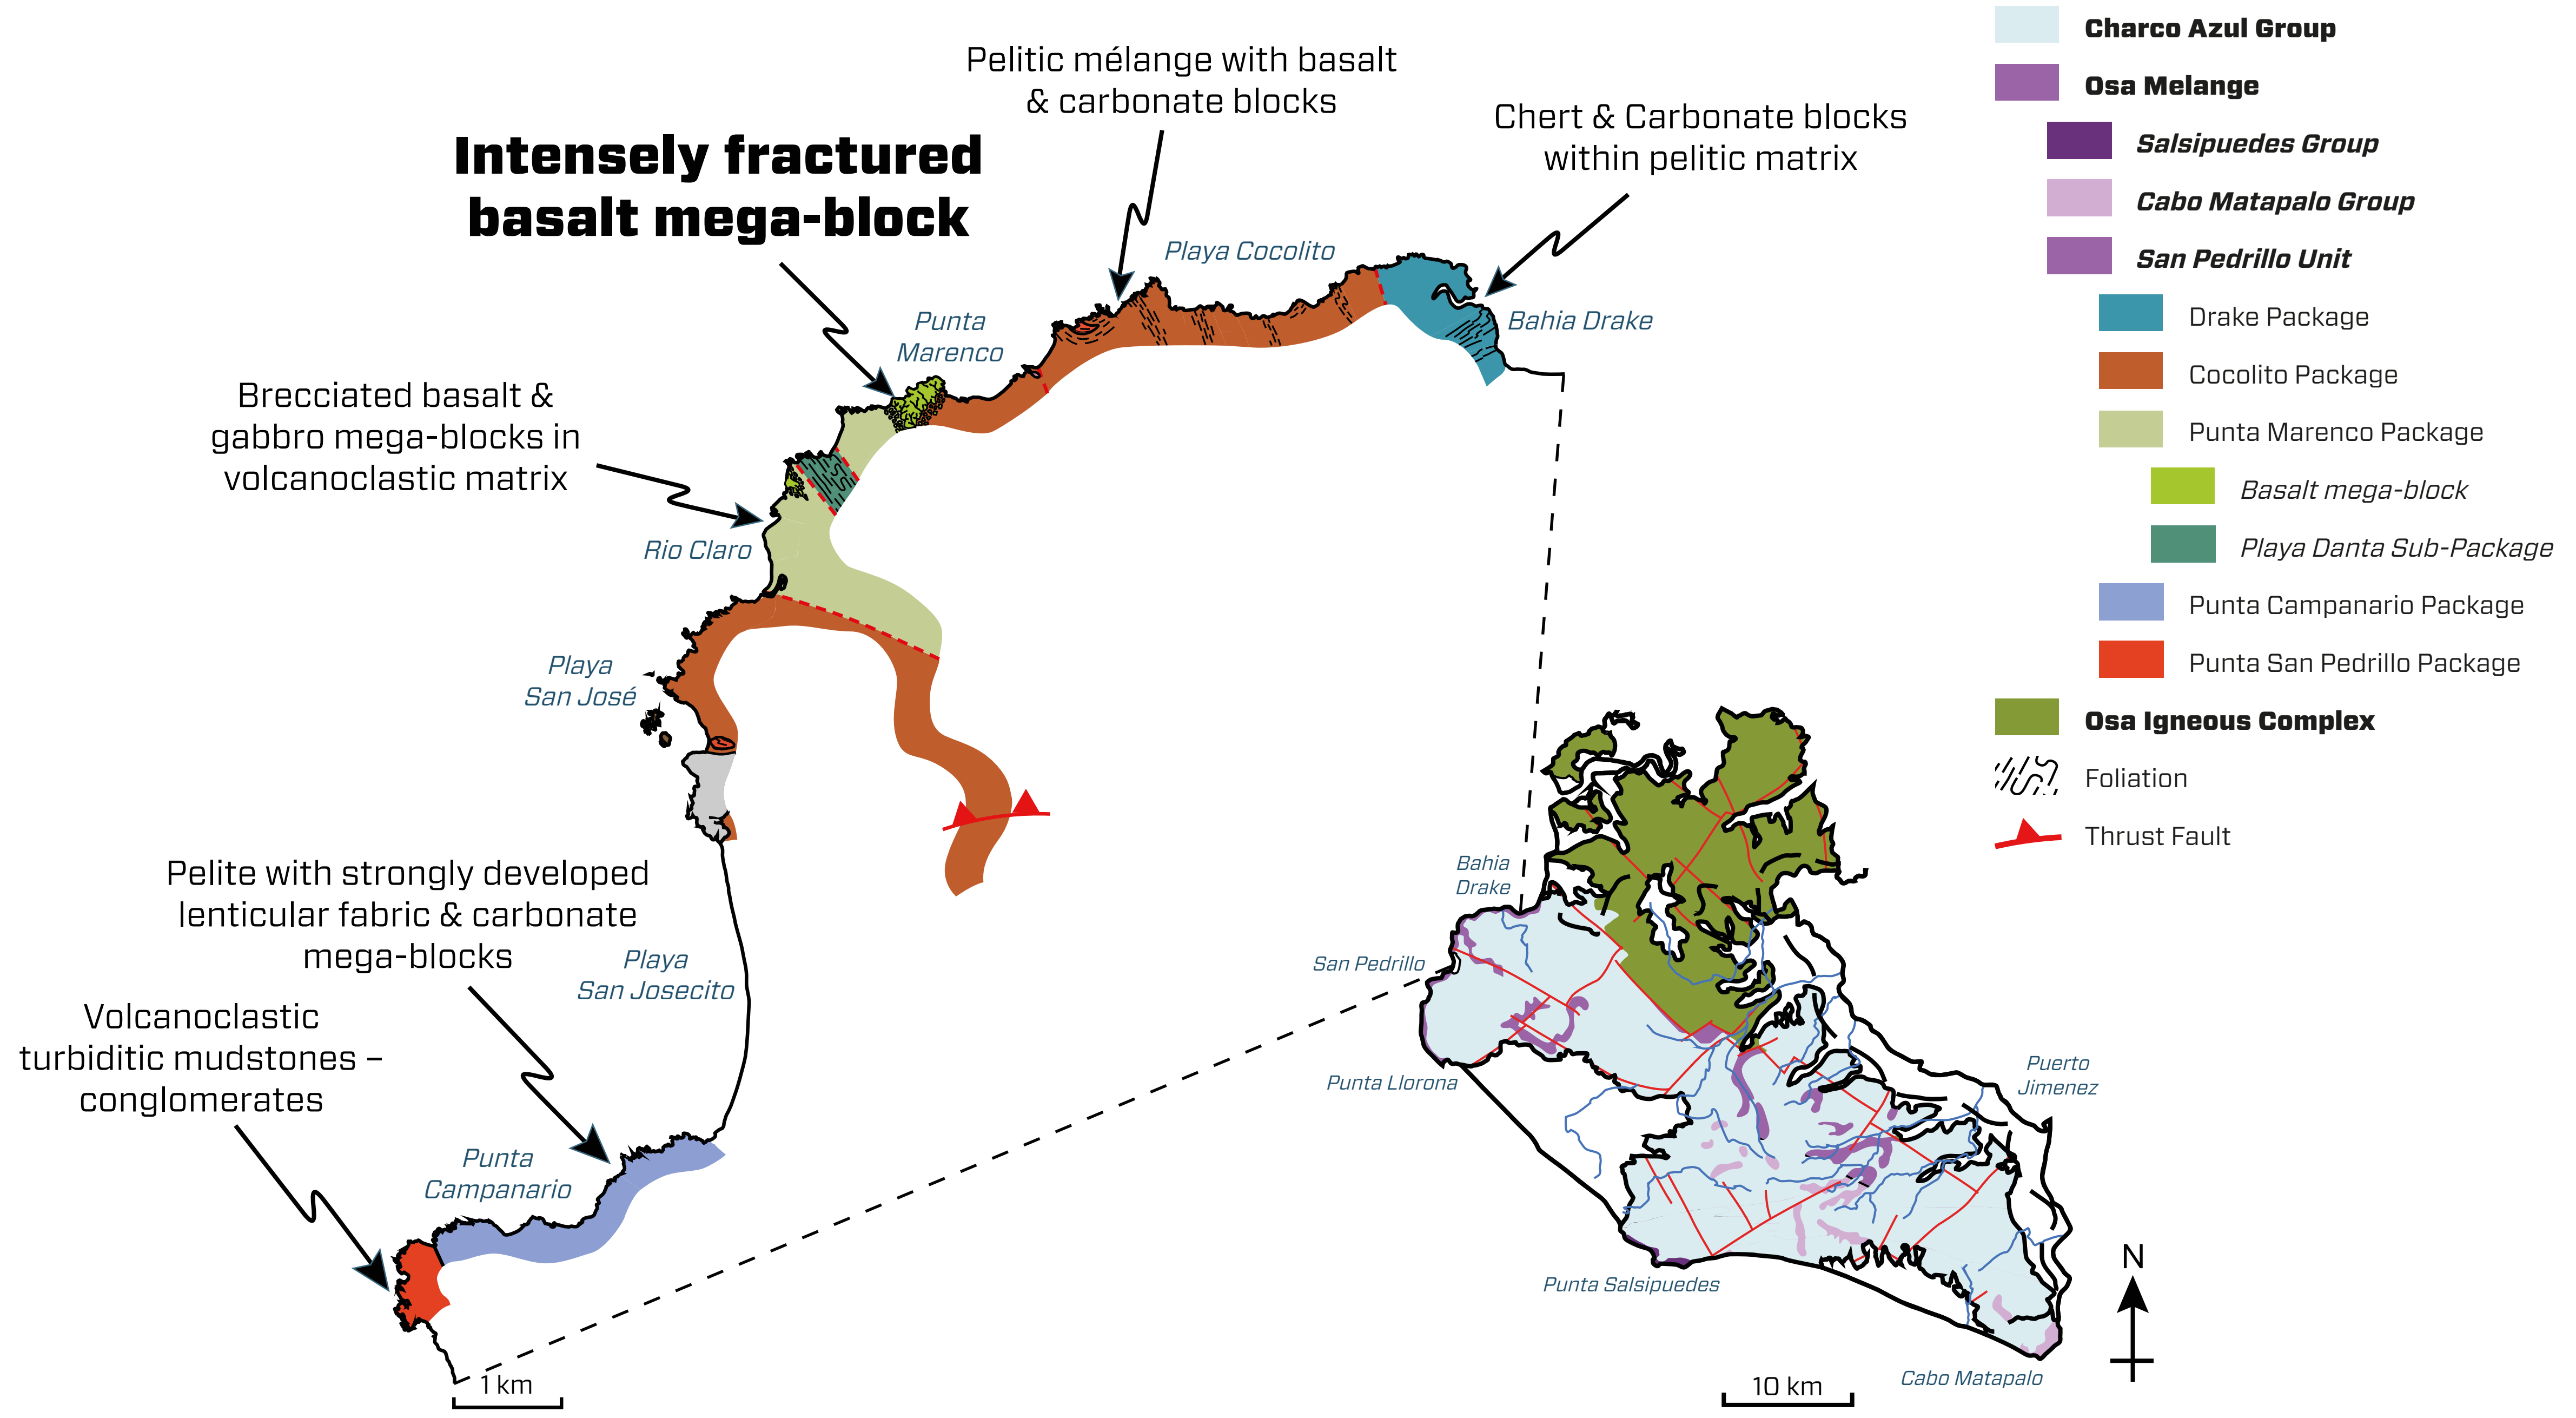 Pelitic mélange with basalt
& carbonate blocks
Chert & Carbonate blocks
within pelitic matrix
Intensely fractured
basalt mega-block
Playa Cocolito
Punta
Marenco
Bahia Drake
Brecciated basalt &
gabbro mega-blocks in
volcanoclastic matrix
Rio Claro
Playa
San José
Pelite with strongly developed
lenticular fabric & carbonate
mega-blocks
Playa
San Josecito
Volcanoclastic
turbiditic mudstones –
conglomerates
Punta
Campanario
1 km
Charco Azul Group
Osa Melange
Salsipuedes Group
Cabo Matapalo Group
San Pedrillo Unit
Drake Package
Cocolito Package
Punta Marenco Package
Basalt mega-block
Playa Danta Sub-Package
Punta Campanario Package
Punta San Pedrillo Package
Osa Igneous Complex
Foliation
Thrust Fault
Bahia
Drake
San Pedrillo
Punta Llorona
Puerto
Jimenez
Punta Salsipuedes
Cabo Matapalo
10 km
N